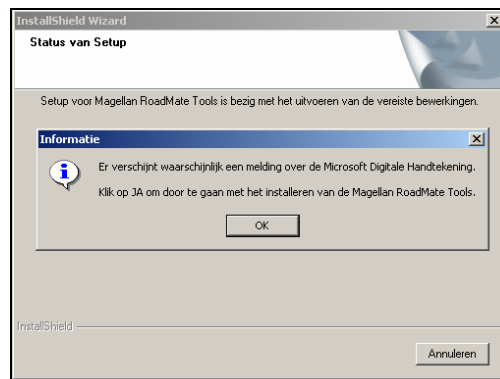 InstallShield Wizard
Status van Setup
Setup voor Magellan RoadMate Tools is bezig met het uitvoeren van de vereiste bewerkingen.
Informatie
Er verschijnt waarschijnlijk een melding over de Microsoft Digitale Handtekening.
Klik op JA om door te gaan met het installeren van de Magellan RoadMate Tools.
OK
InstallShield
Annuleren